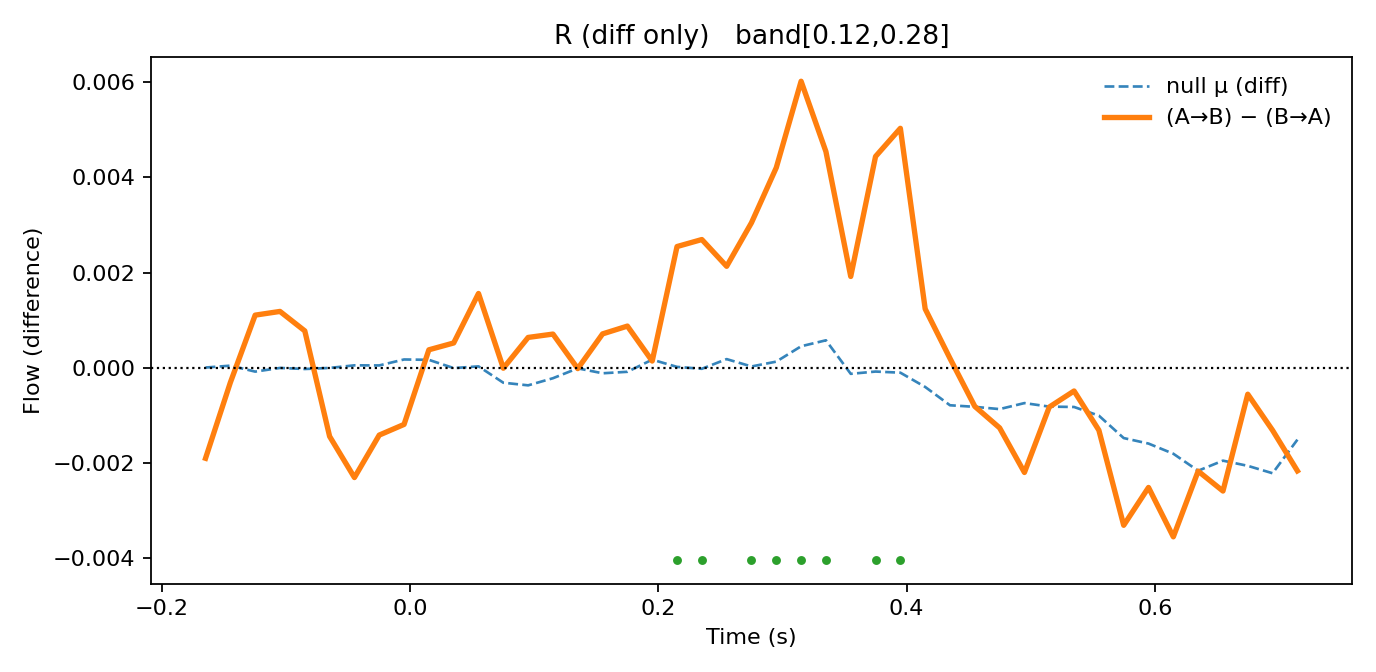 R (diff only)   band[0.12,0.28]
null μ (diff)
(A→B) − (B→A)
Flow (difference)
0.006
0.004
0.002
0.000
−0.002
−0.004
−0.2
0.0
0.2
0.4
0.6
Time (s)